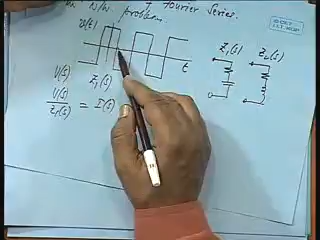 N/W problem. Fourier Series.
v(t)
t
Z₁(s)
Z₂(s)
V(s) Z₁(s)
V(s)/Z₁(s) = I(s)